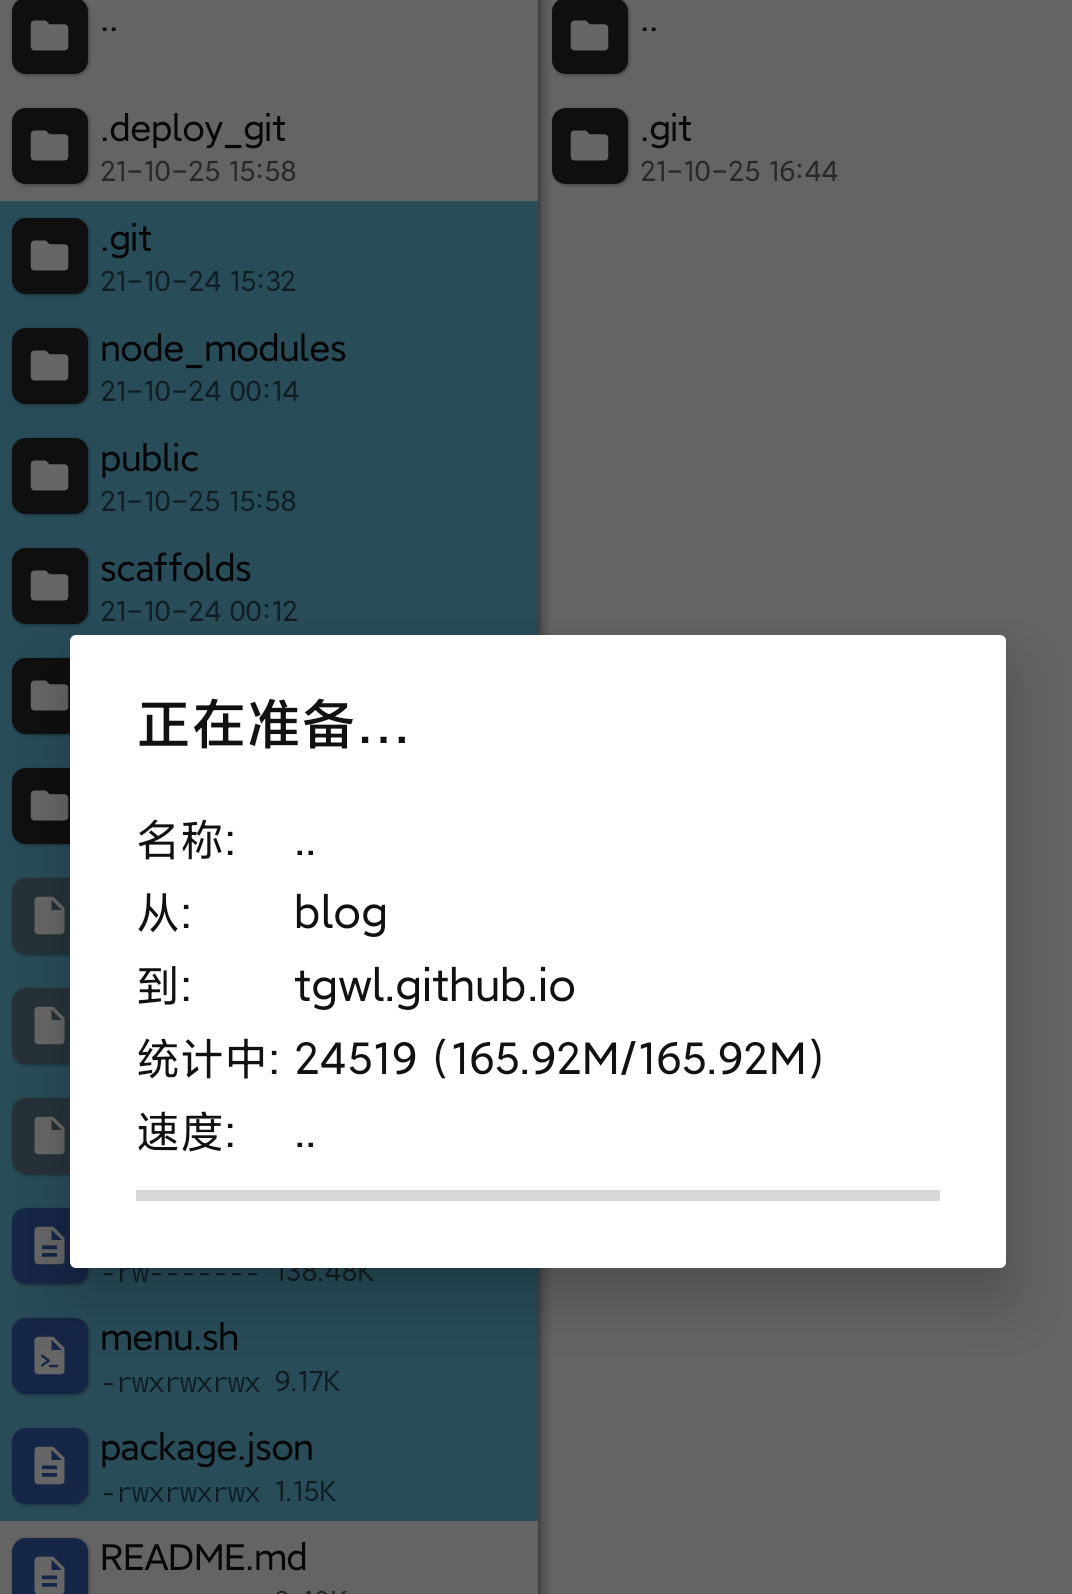 ..
.deploy_git
21-10-25 15:58
.git
21-10-24 15:32
node_modules
21-10-24 00:14
public
21-10-25 15:58
scaffolds
21-10-24 00:12
..
.git
21-10-25 16:44
正在准备...
名称: ..
从: blog
到: tgwl.github.io
统计中: 24519 (165.92M/165.92M)
速度: ..
-rw------- 138.48K
menu.sh
-rwxrwxrwx 9.17K
package.json
-rwxrwxrwx 1.15K
README.md